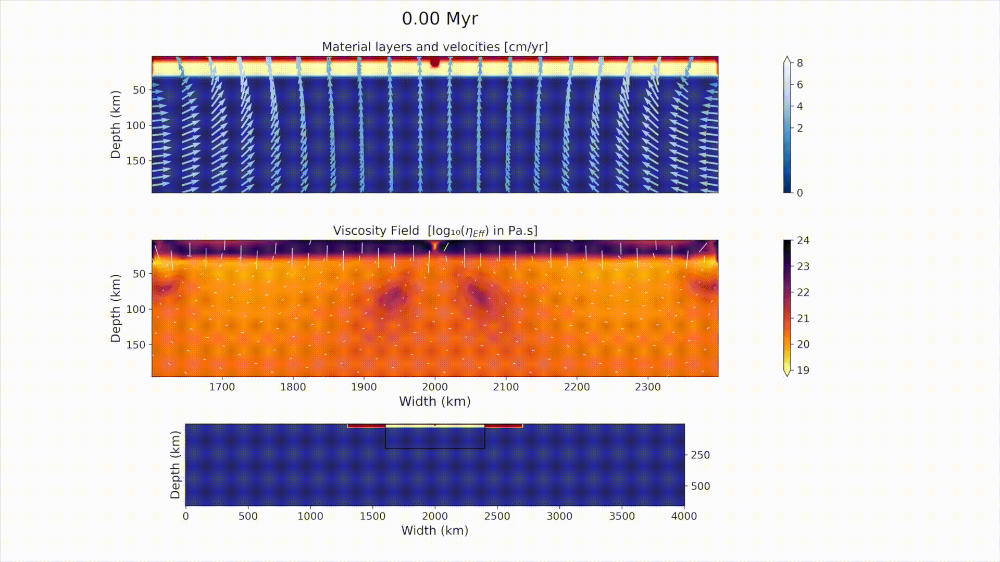 0.00 Myr
Material layers and velocities [cm/yr]
Depth (km)
50
100
150
8
6
4
2
0
Viscosity Field [log₁₀(η_Eff) in Pa.s]
Depth (km)
50
100
150
1700 1800 1900 2000 2100 2200 2300
Width (km)
24
23
22
21
20
19
Depth (km)
250
500
0 500 1000 1500 2000 2500 3000 3500 4000
Width (km)